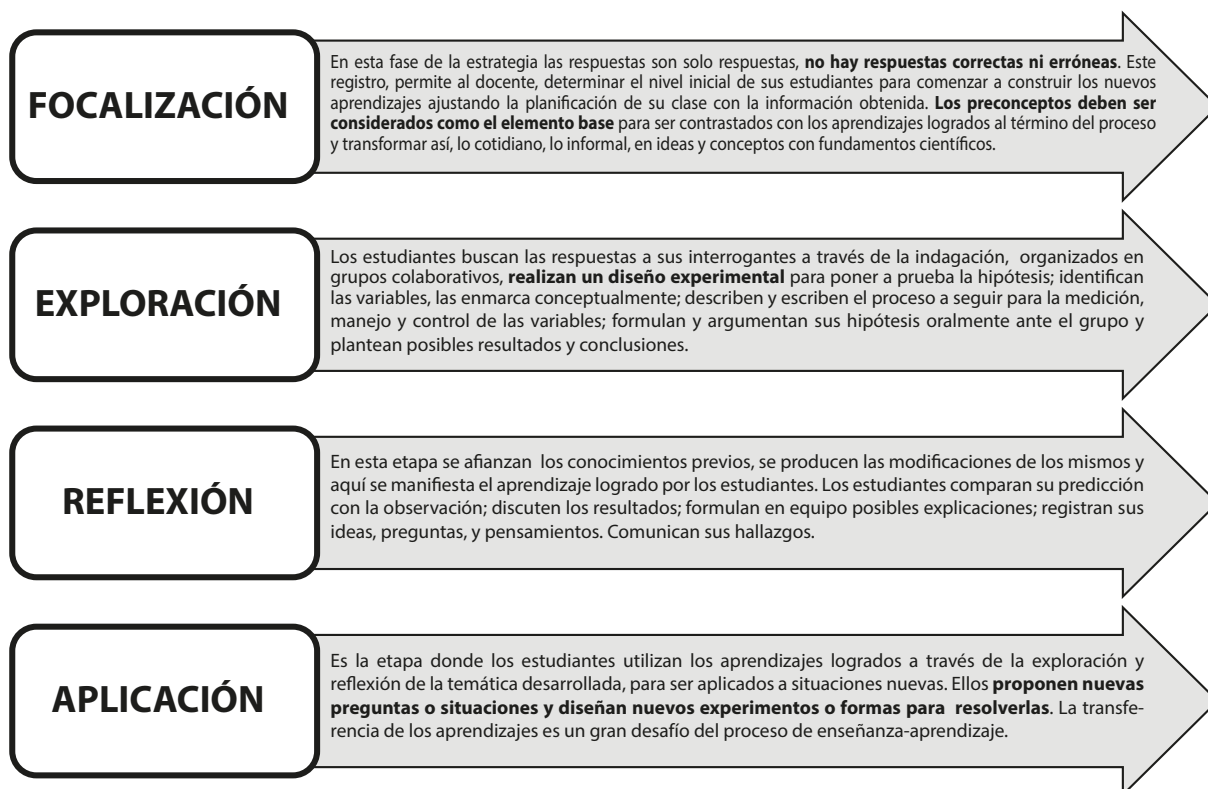 FOCALIZACIÓN
En esta fase de la estrategia las respuestas son solo respuestas, no hay respuestas correctas ni erróneas. Este
registro, permite al docente, determinar el nivel inicial de sus estudiantes para comenzar a construir los nuevos
aprendizajes ajustando la planificación de su clase con la información obtenida. Los preconceptos deben ser
considerados como el elemento base para ser contrastados con los aprendizajes logrados al término del proceso
y transformar así, lo cotidiano, lo informal, en ideas y conceptos con fundamentos científicos.
EXPLORACIÓN
Los estudiantes buscan las respuestas a sus interrogantes a través de la indagación, organizados en
grupos colaborativos, realizan un diseño experimental para poner a prueba la hipótesis; identifican
las variables, las enmarca conceptualmente; describen y escriben el proceso a seguir para la medición,
manejo y control de las variables; formulan y argumentan sus hipótesis oralmente ante el grupo y
plantean posibles resultados y conclusiones.
REFLEXIÓN
En esta etapa se afianzan los conocimientos previos, se producen las modificaciones de los mismos y
aquí se manifiesta el aprendizaje logrado por los estudiantes. Los estudiantes comparan su predicción
con la observación; discuten los resultados; formulan en equipo posibles explicaciones; registran sus
ideas, preguntas, y pensamientos. Comunican sus hallazgos.
APLICACIÓN
Es la etapa donde los estudiantes utilizan los aprendizajes logrados a través de la exploración y
reflexión de la temática desarrollada, para ser aplicados a situaciones nuevas. Ellos proponen nuevas
preguntas o situaciones y diseñan nuevos experimentos o formas para resolverlas. La transfe-
rencia de los aprendizajes es un gran desafío del proceso de enseñanza-aprendizaje.